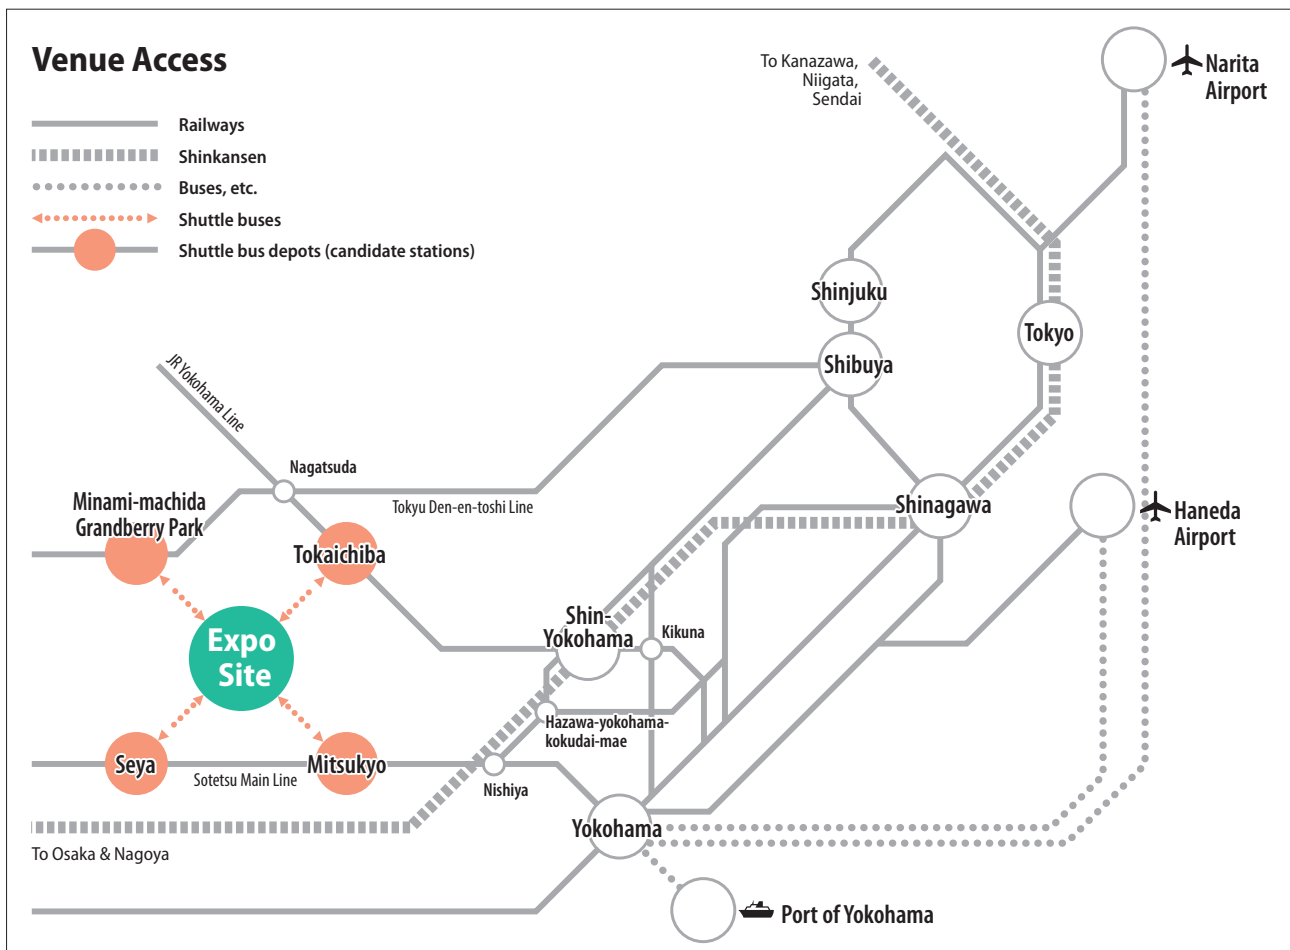 Venue Access
Railways
Shinkansen
Buses, etc.
Shuttle buses
Shuttle bus depots (candidate stations)
To Kanazawa,
Niigata,
Sendai
Narita
Airport
Shinjuku
Tokyo
Shibuya
JR Yokohama Line
Nagatsuda
Tokyu Den-en-toshi Line
Minami-machida
Grandberry Park
Tokaichiba
Shinagawa
Haneda
Airport
Expo
Site
Shin-
Yokohama
Kikuna
Hazawa-yokohama-
kokudai-mae
Seya
Sotetsu Main Line
Mitsukyo
Nishiya
Yokohama
To Osaka & Nagoya
Port of Yokohama